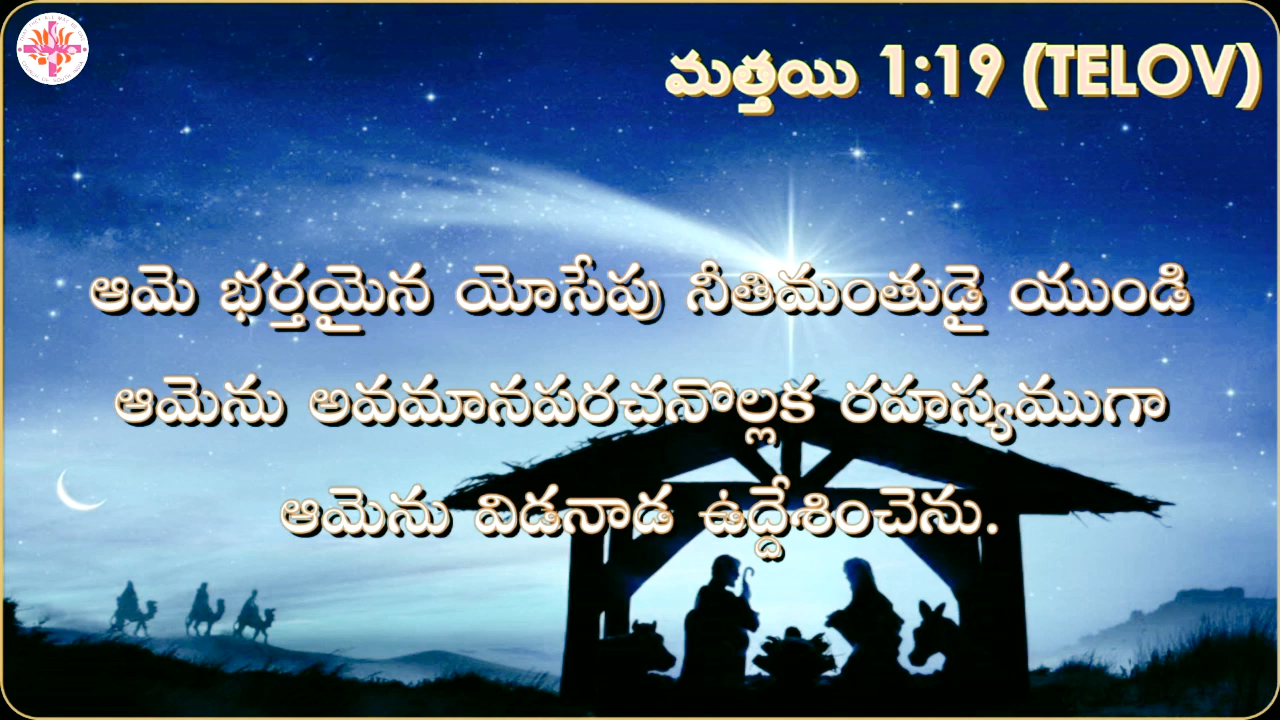 మత్తయి 1:19 (TELOV)
ఆమె భర్తయైన యోసేపు నీతిమంతుడై యుండి
ఆమెను అవమానపరచనొల్లక రహస్యముగా
ఆమెను విడనాడ ఉద్దేశించెను.